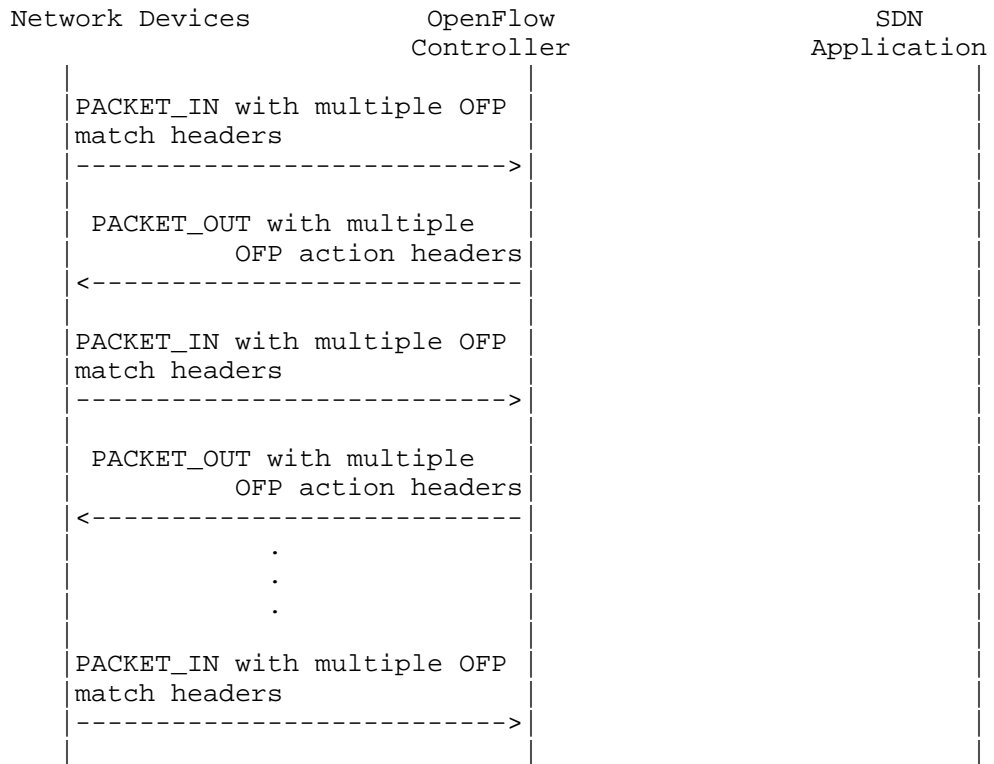 Network Devices OpenFlow SDN
Controller Application
PACKET_IN with multiple OFP
match headers
--------------------------->
PACKET_OUT with multiple
OFP action headers
<---------------------------
PACKET_IN with multiple OFP
match headers
--------------------------->
PACKET_OUT with multiple
OFP action headers
<---------------------------
.
.
.
PACKET_IN with multiple OFP
match headers
--------------------------->